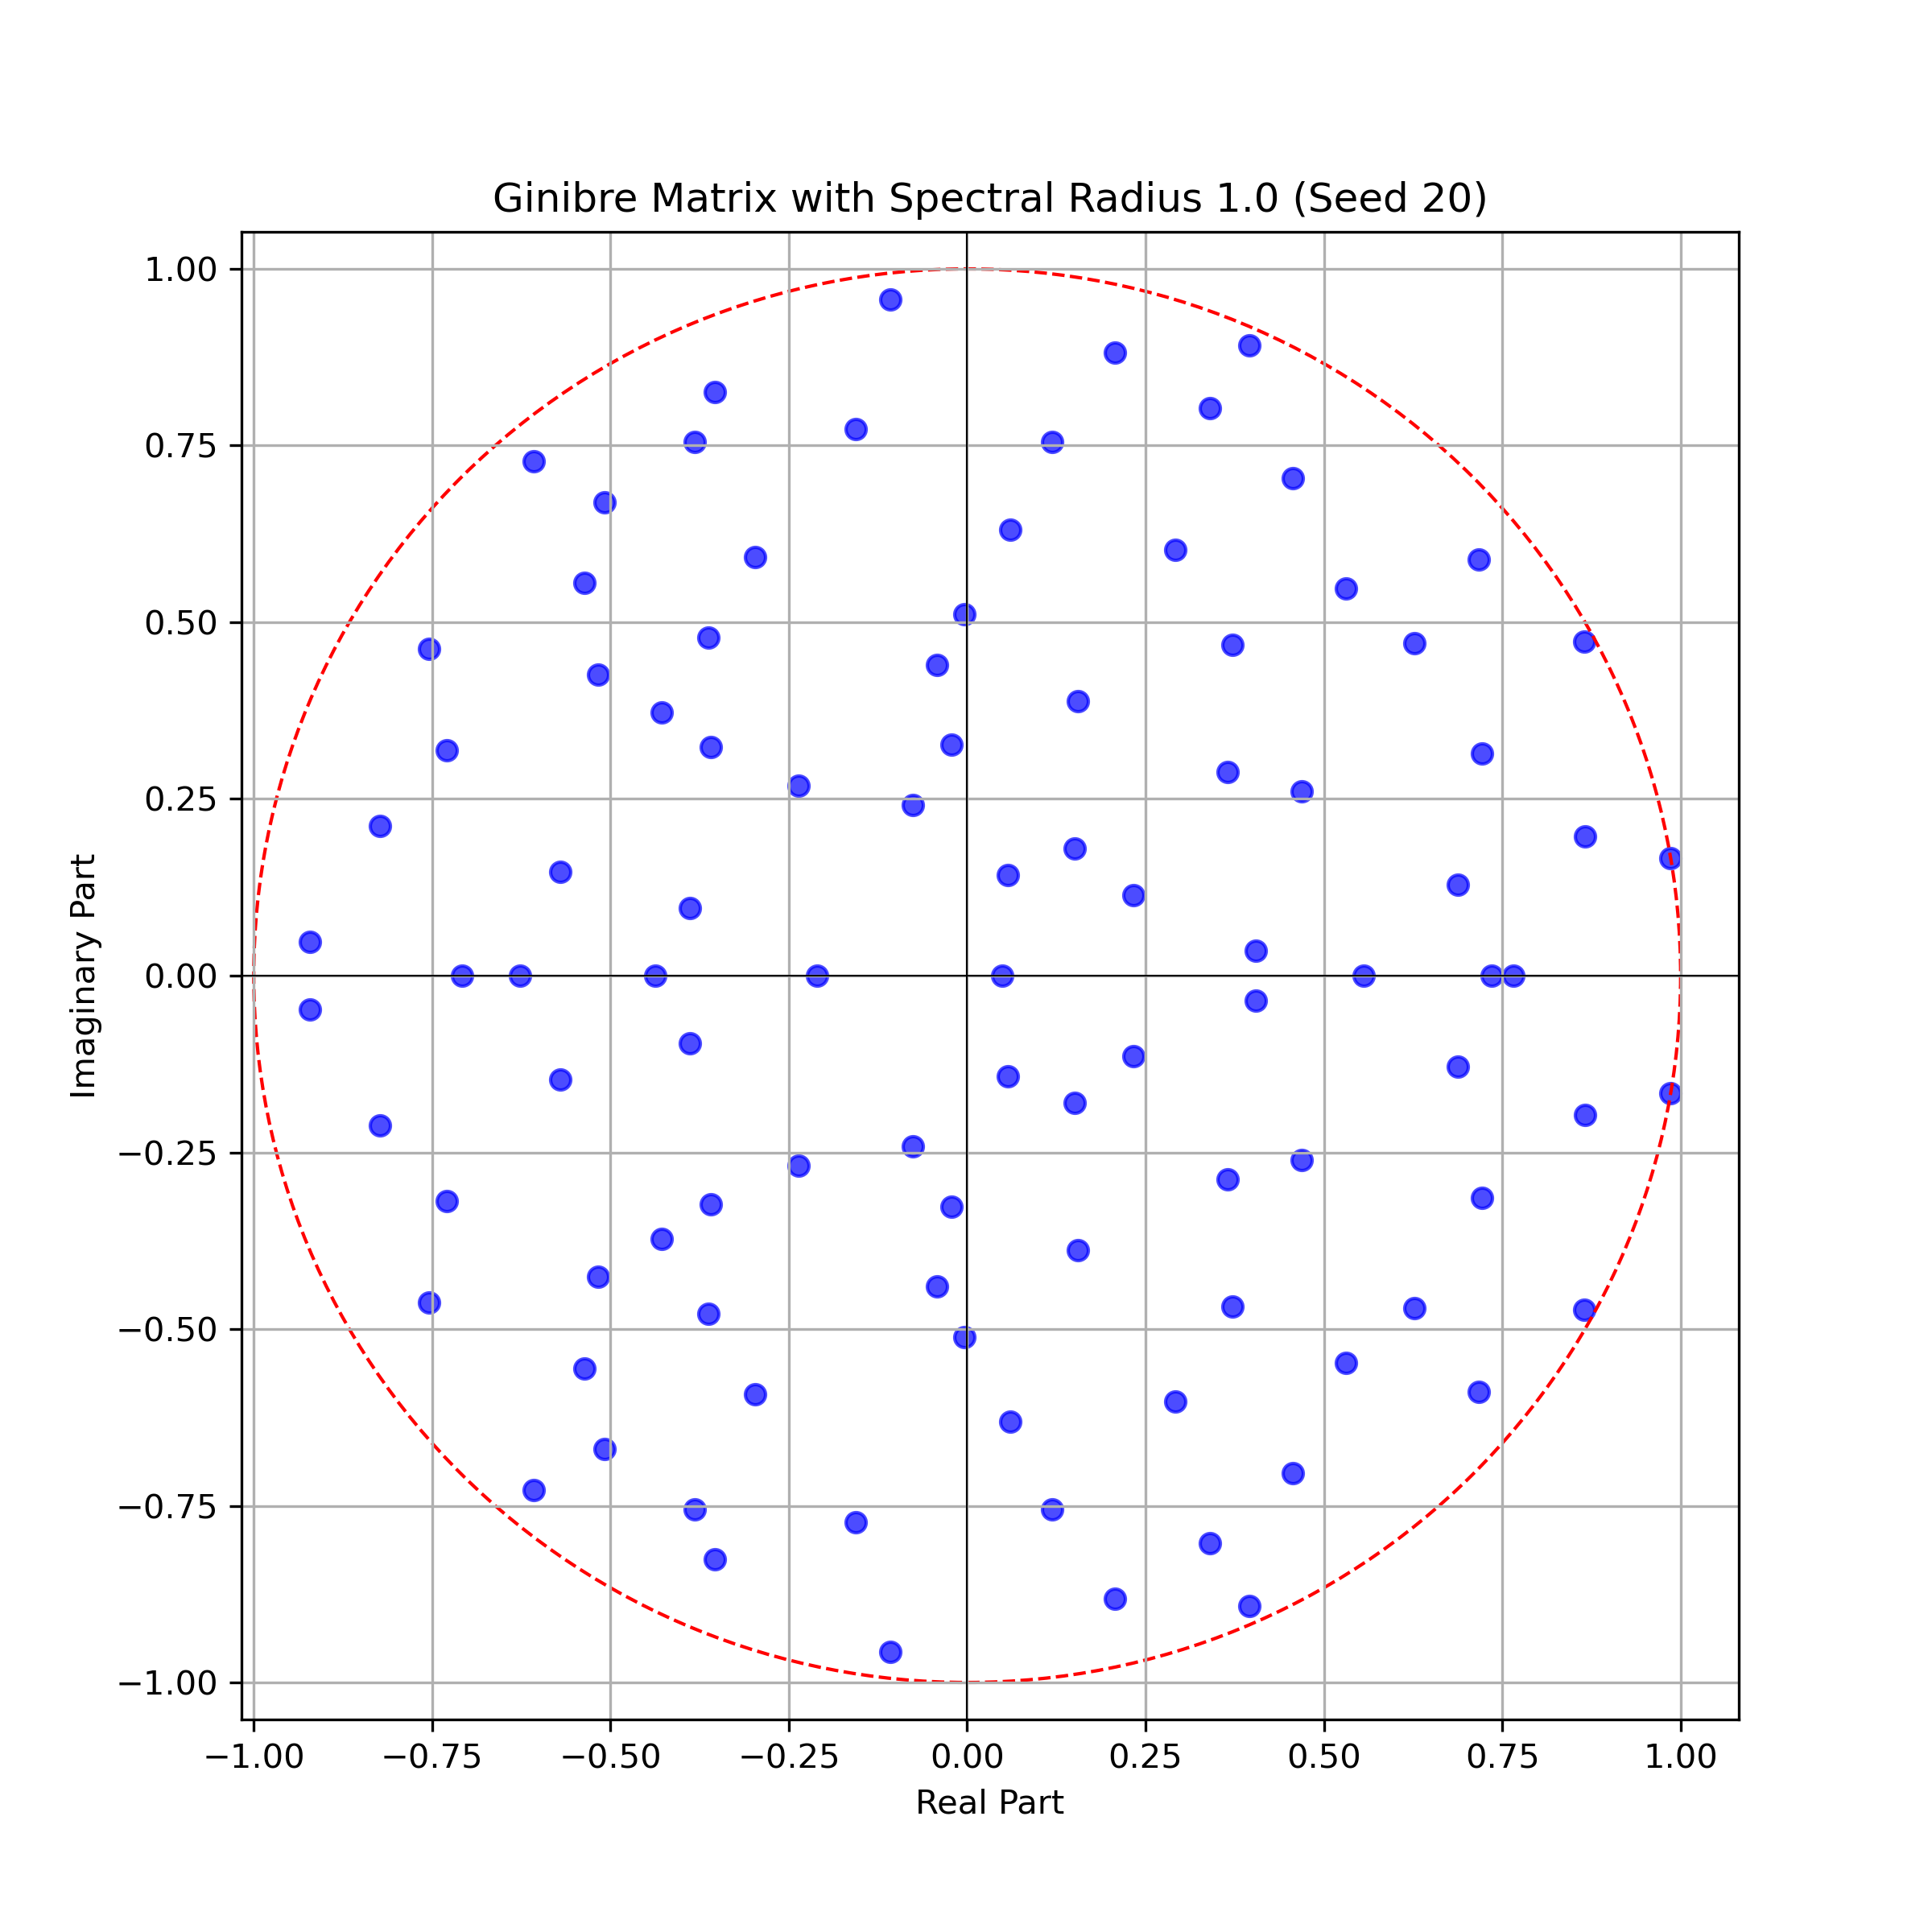 Ginibre Matrix with Spectral Radius 1.0 (Seed 20)
1.00
0.75
0.50
0.25
0.00
−0.25
−0.50
−0.75
−1.00
Imaginary Part
−1.00 −0.75 −0.50 −0.25 0.00 0.25 0.50 0.75 1.00
Real Part